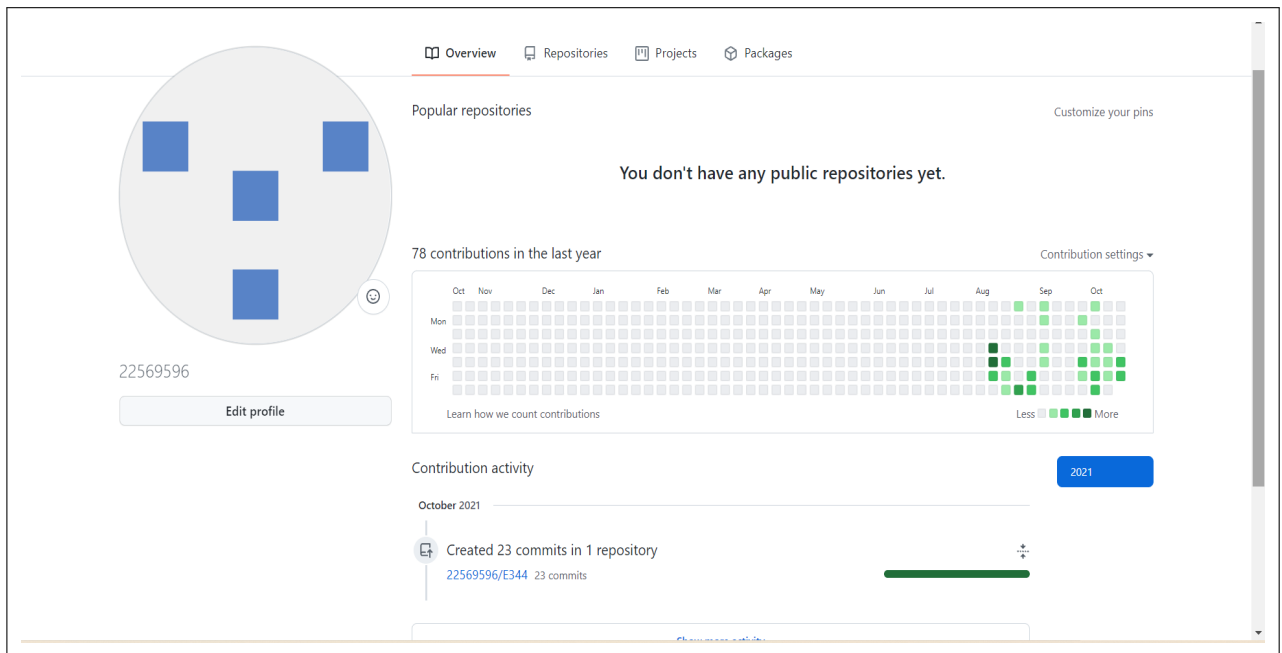 Overview Repositories Projects Packages
Popular repositories Customize your pins
You don't have any public repositories yet.
78 contributions in the last year Contribution settings
Oct Nov Dec Jan Feb Mar Apr May Jun Jul Aug Sep Oct
Mon
Wed
Fri
Learn how we count contributions Less More
22569596
Edit profile
Contribution activity 2021
October 2021
Created 23 commits in 1 repository
22569596/E344 23 commits
Show more activity